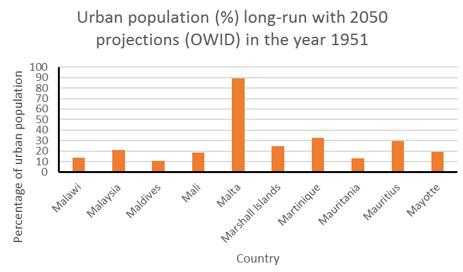 Urban population (%) long-run with 2050
projections (OWID) in the year 1951
Percentage of urban population
100
90
80
70
60
50
40
30
20
10
0
Malawi
Malaysia
Maldives
Mali
Malta
Marshall Islands
Martinique
Mauritania
Mauritius
Mayotte
Country